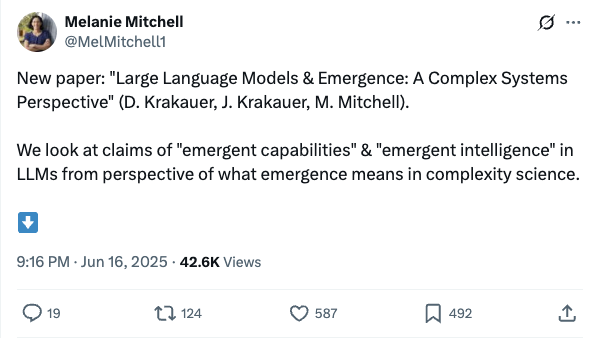 Melanie Mitchell
@MelMitchell1
New paper: "Large Language Models & Emergence: A Complex Systems
Perspective" (D. Krakauer, J. Krakauer, M. Mitchell).
We look at claims of "emergent capabilities" & "emergent intelligence" in
LLMs from perspective of what emergence means in complexity science.
9:16 PM · Jun 16, 2025 · 42.6K Views
19 124 587 492